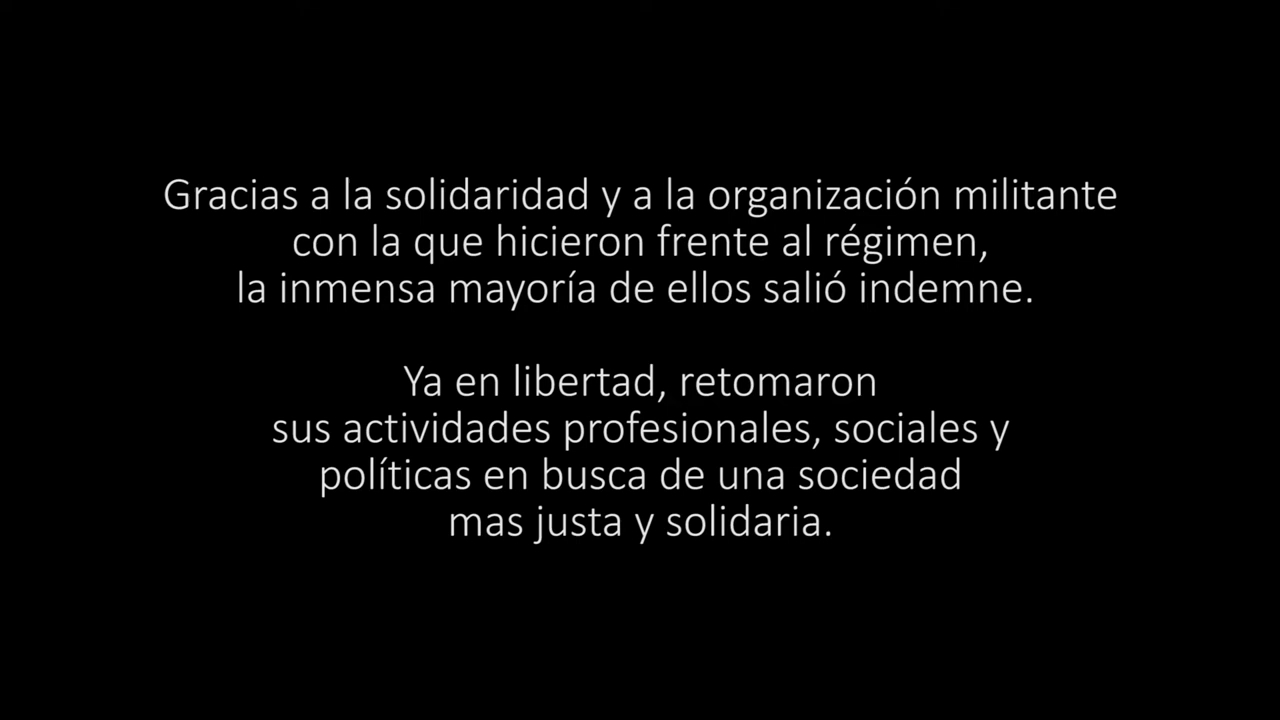 Gracias a la solidaridad y a la organización militante
con la que hicieron frente al régimen,
la inmensa mayoría de ellos salió indemne.
Ya en libertad, retomaron
sus actividades profesionales, sociales y
políticas en busca de una sociedad
mas justa y solidaria.